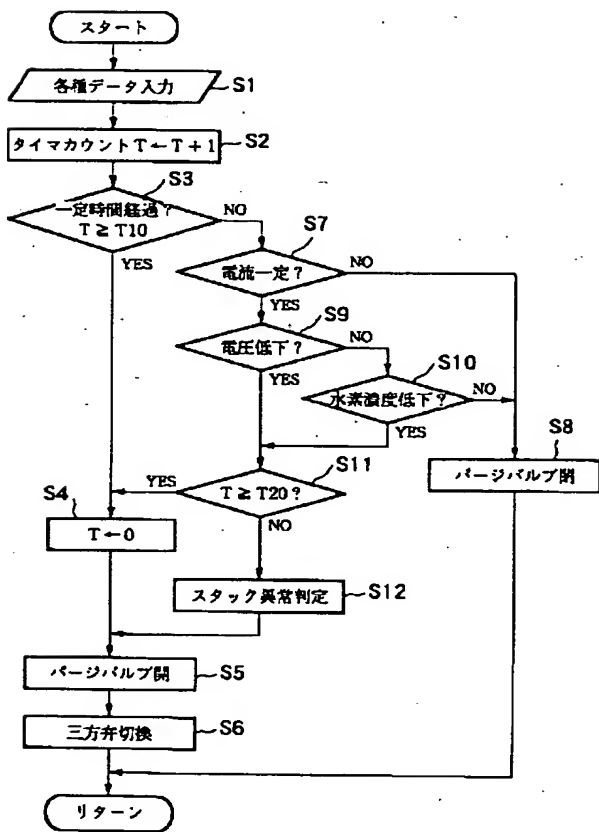 スタート
各種データ入力
S1
タイマカウント T ← T + 1
S2
S3
一定時間経過?
T ≧ T10
NO
YES
S7
電流一定?
NO
YES
S9
電圧低下?
NO
YES
S10
水素濃度低下?
NO
YES
S8
パージバルブ閉
S11
T ≧ T20?
YES
NO
S4
T ← 0
スタック異常判定
S12
パージバルブ開
S5
三方弁切換
S6
リターン